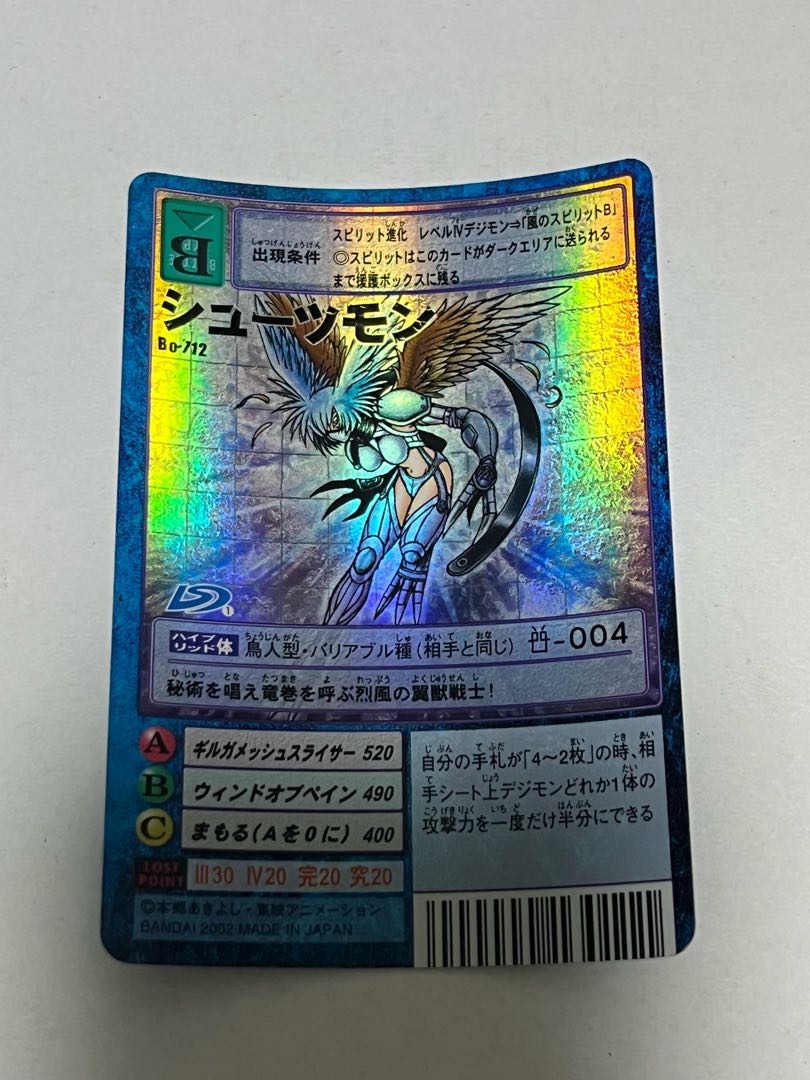 B
スピリット進化 レベルⅣデジモン⇒「風のスピリットB」
出現条件 ◎スピリットはこのカードがダークエリアに送られる
まで援護ボックスに残る
シューツモン
Bo-712
LSD1
ハイブリッド体 鳥人型・バリアブル種(相手と同じ) -004
秘術を唱え竜巻を呼ぶ烈風の翼獣戦士!
A ギルガメッシュスライサー 520
B ウィンドオブペイン 490
C まもる(Aを0に) 400
LOST POINT Ⅲ30 Ⅳ20 完20 究20
自分の手札が「4〜2枚」の時、相
手シート上デジモンどれか1体の
攻撃力を一度だけ半分にできる
©本郷あきよし・東映アニメーション
BANDAI 2002 MADE IN JAPAN